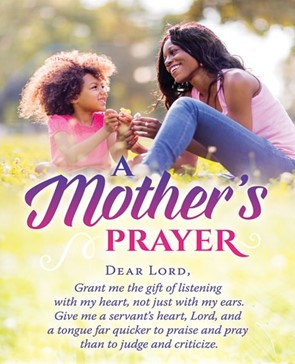 A
Mother's
PRAYER
Dear Lord,
Grant me the gift of listening
with my heart, not just with my ears.
Give me a servant's heart, Lord, and
a tongue far quicker to praise and pray
than to judge and criticize.